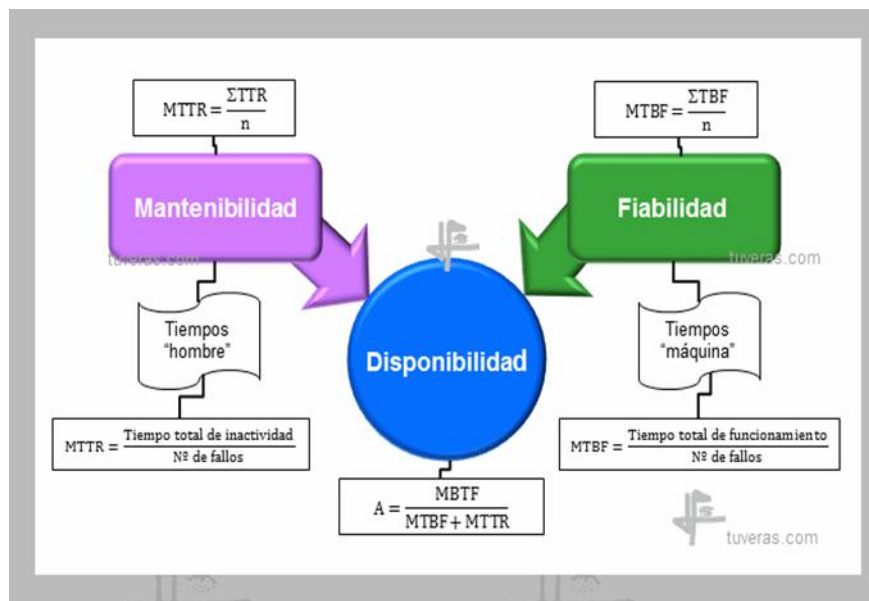 MTTR = ΣTTR / n
MTBF = ΣTBF / n
Mantenibilidad
Fiabilidad
tuveras.com
tuveras.com
Tiempos
“hombre”
Tiempos
“máquina”
Disponibilidad
MTTR = Tiempo total de inactividad / Nº de fallos
MTBF = Tiempo total de funcionamiento / Nº de fallos
A = MBTF / MTBF + MTTR
tuveras.com